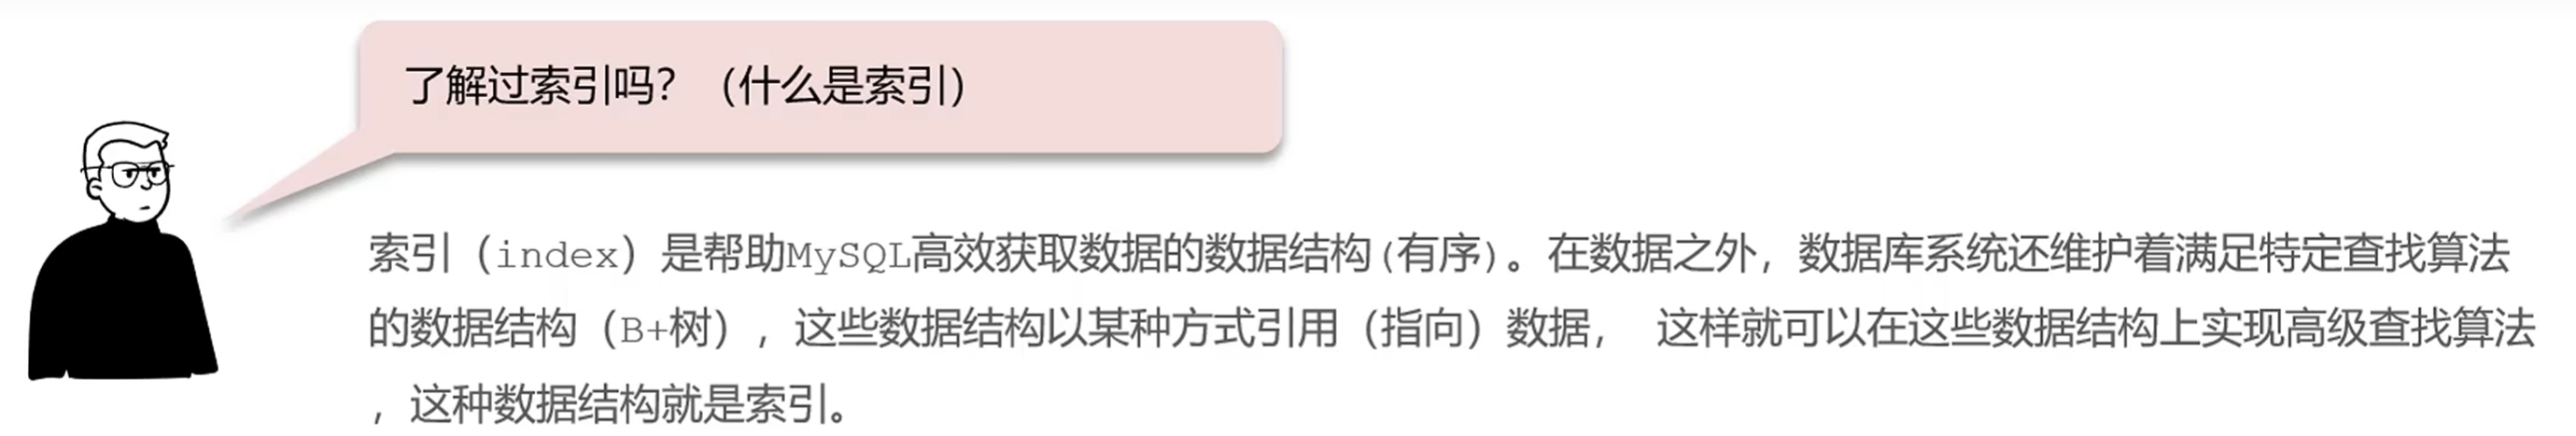 了解过索引吗？（什么是索引）
索引（index）是帮助MySQL高效获取数据的数据结构(有序)。在数据之外，数据库系统还维护着满足特定查找算法
的数据结构（B+树），这些数据结构以某种方式引用（指向）数据， 这样就可以在这些数据结构上实现高级查找算法
，这种数据结构就是索引。